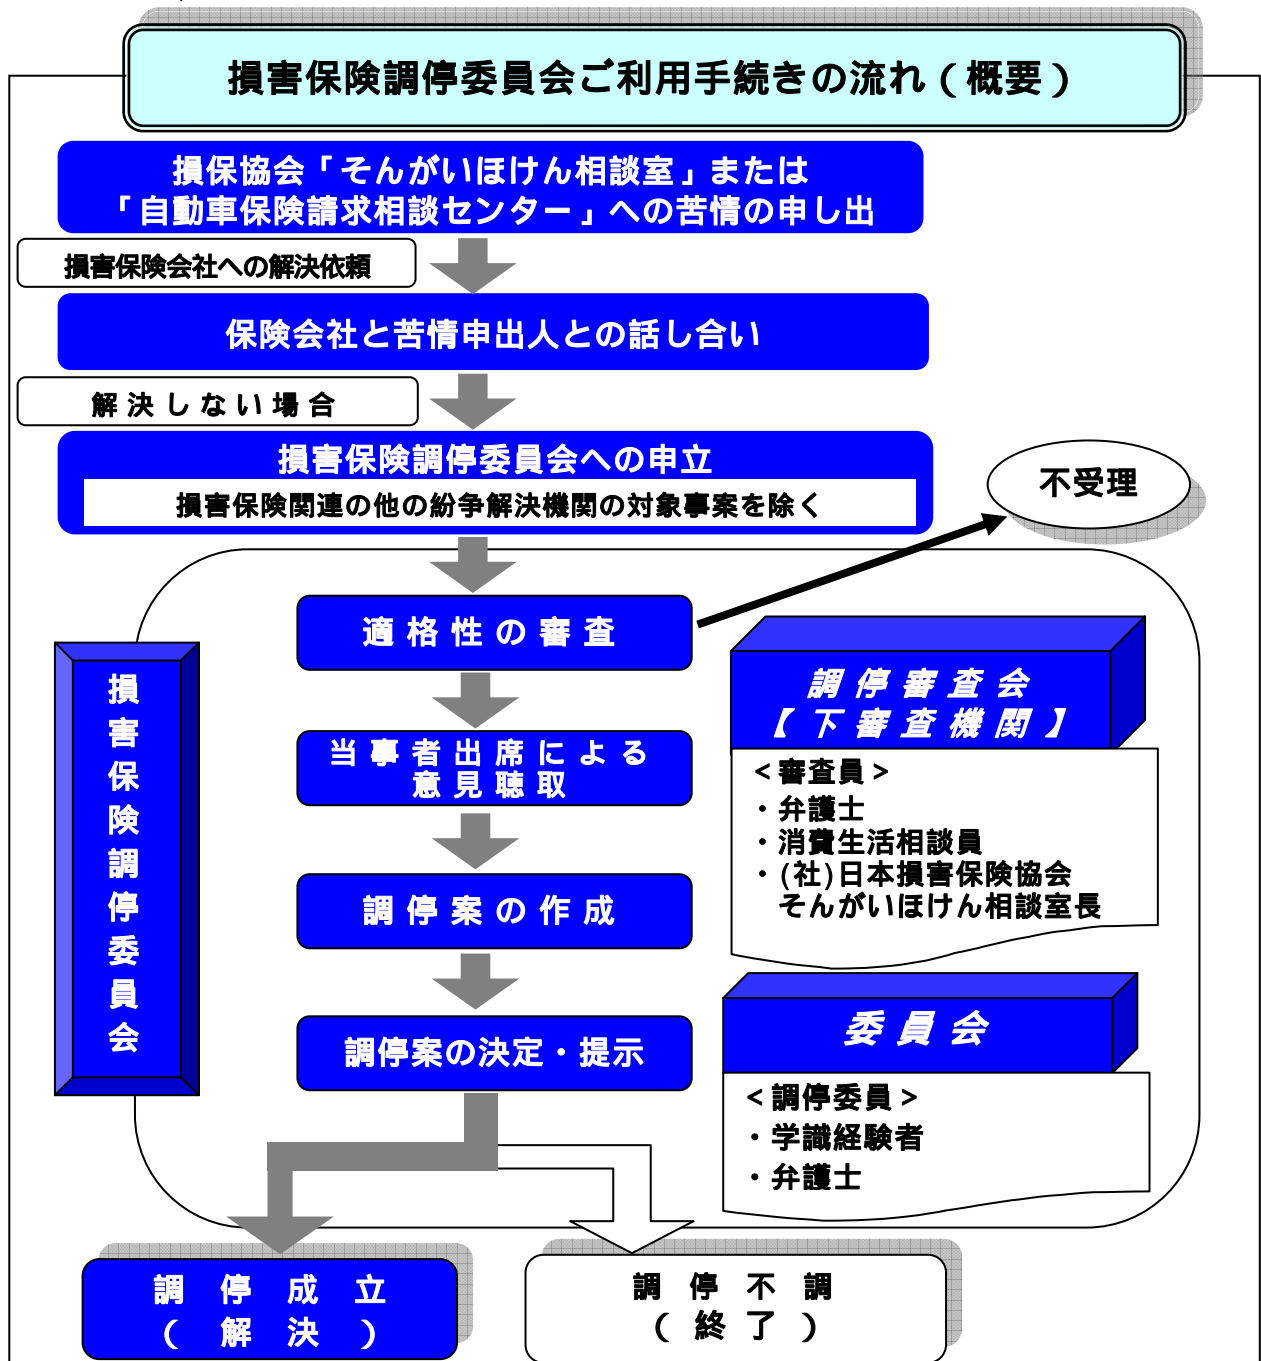 損害保険調停委員会ご利用手続きの流れ（概要）
損保協会「そんがいほけん相談室」または
「自動車保険請求相談センター」への苦情の申し出
損害保険会社への解決依頼
保険会社と苦情申出人との話し合い
解決しない場合
損害保険調停委員会への申立
損害保険関連の他の紛争解決機関の対象事案を除く
不受理
適格性の審査
当事者出席による
意見聴取
調停案の作成
調停案の決定・提示
損害保険調停委員会
調停審査会
【下審査機関】
＜審査員＞
・弁護士
・消費生活相談員
・(社)日本損害保険協会
そんがいほけん相談室長
委員会
＜調停委員＞
・学識経験者
・弁護士
調停成立
（解決）
調停不調
（終了）